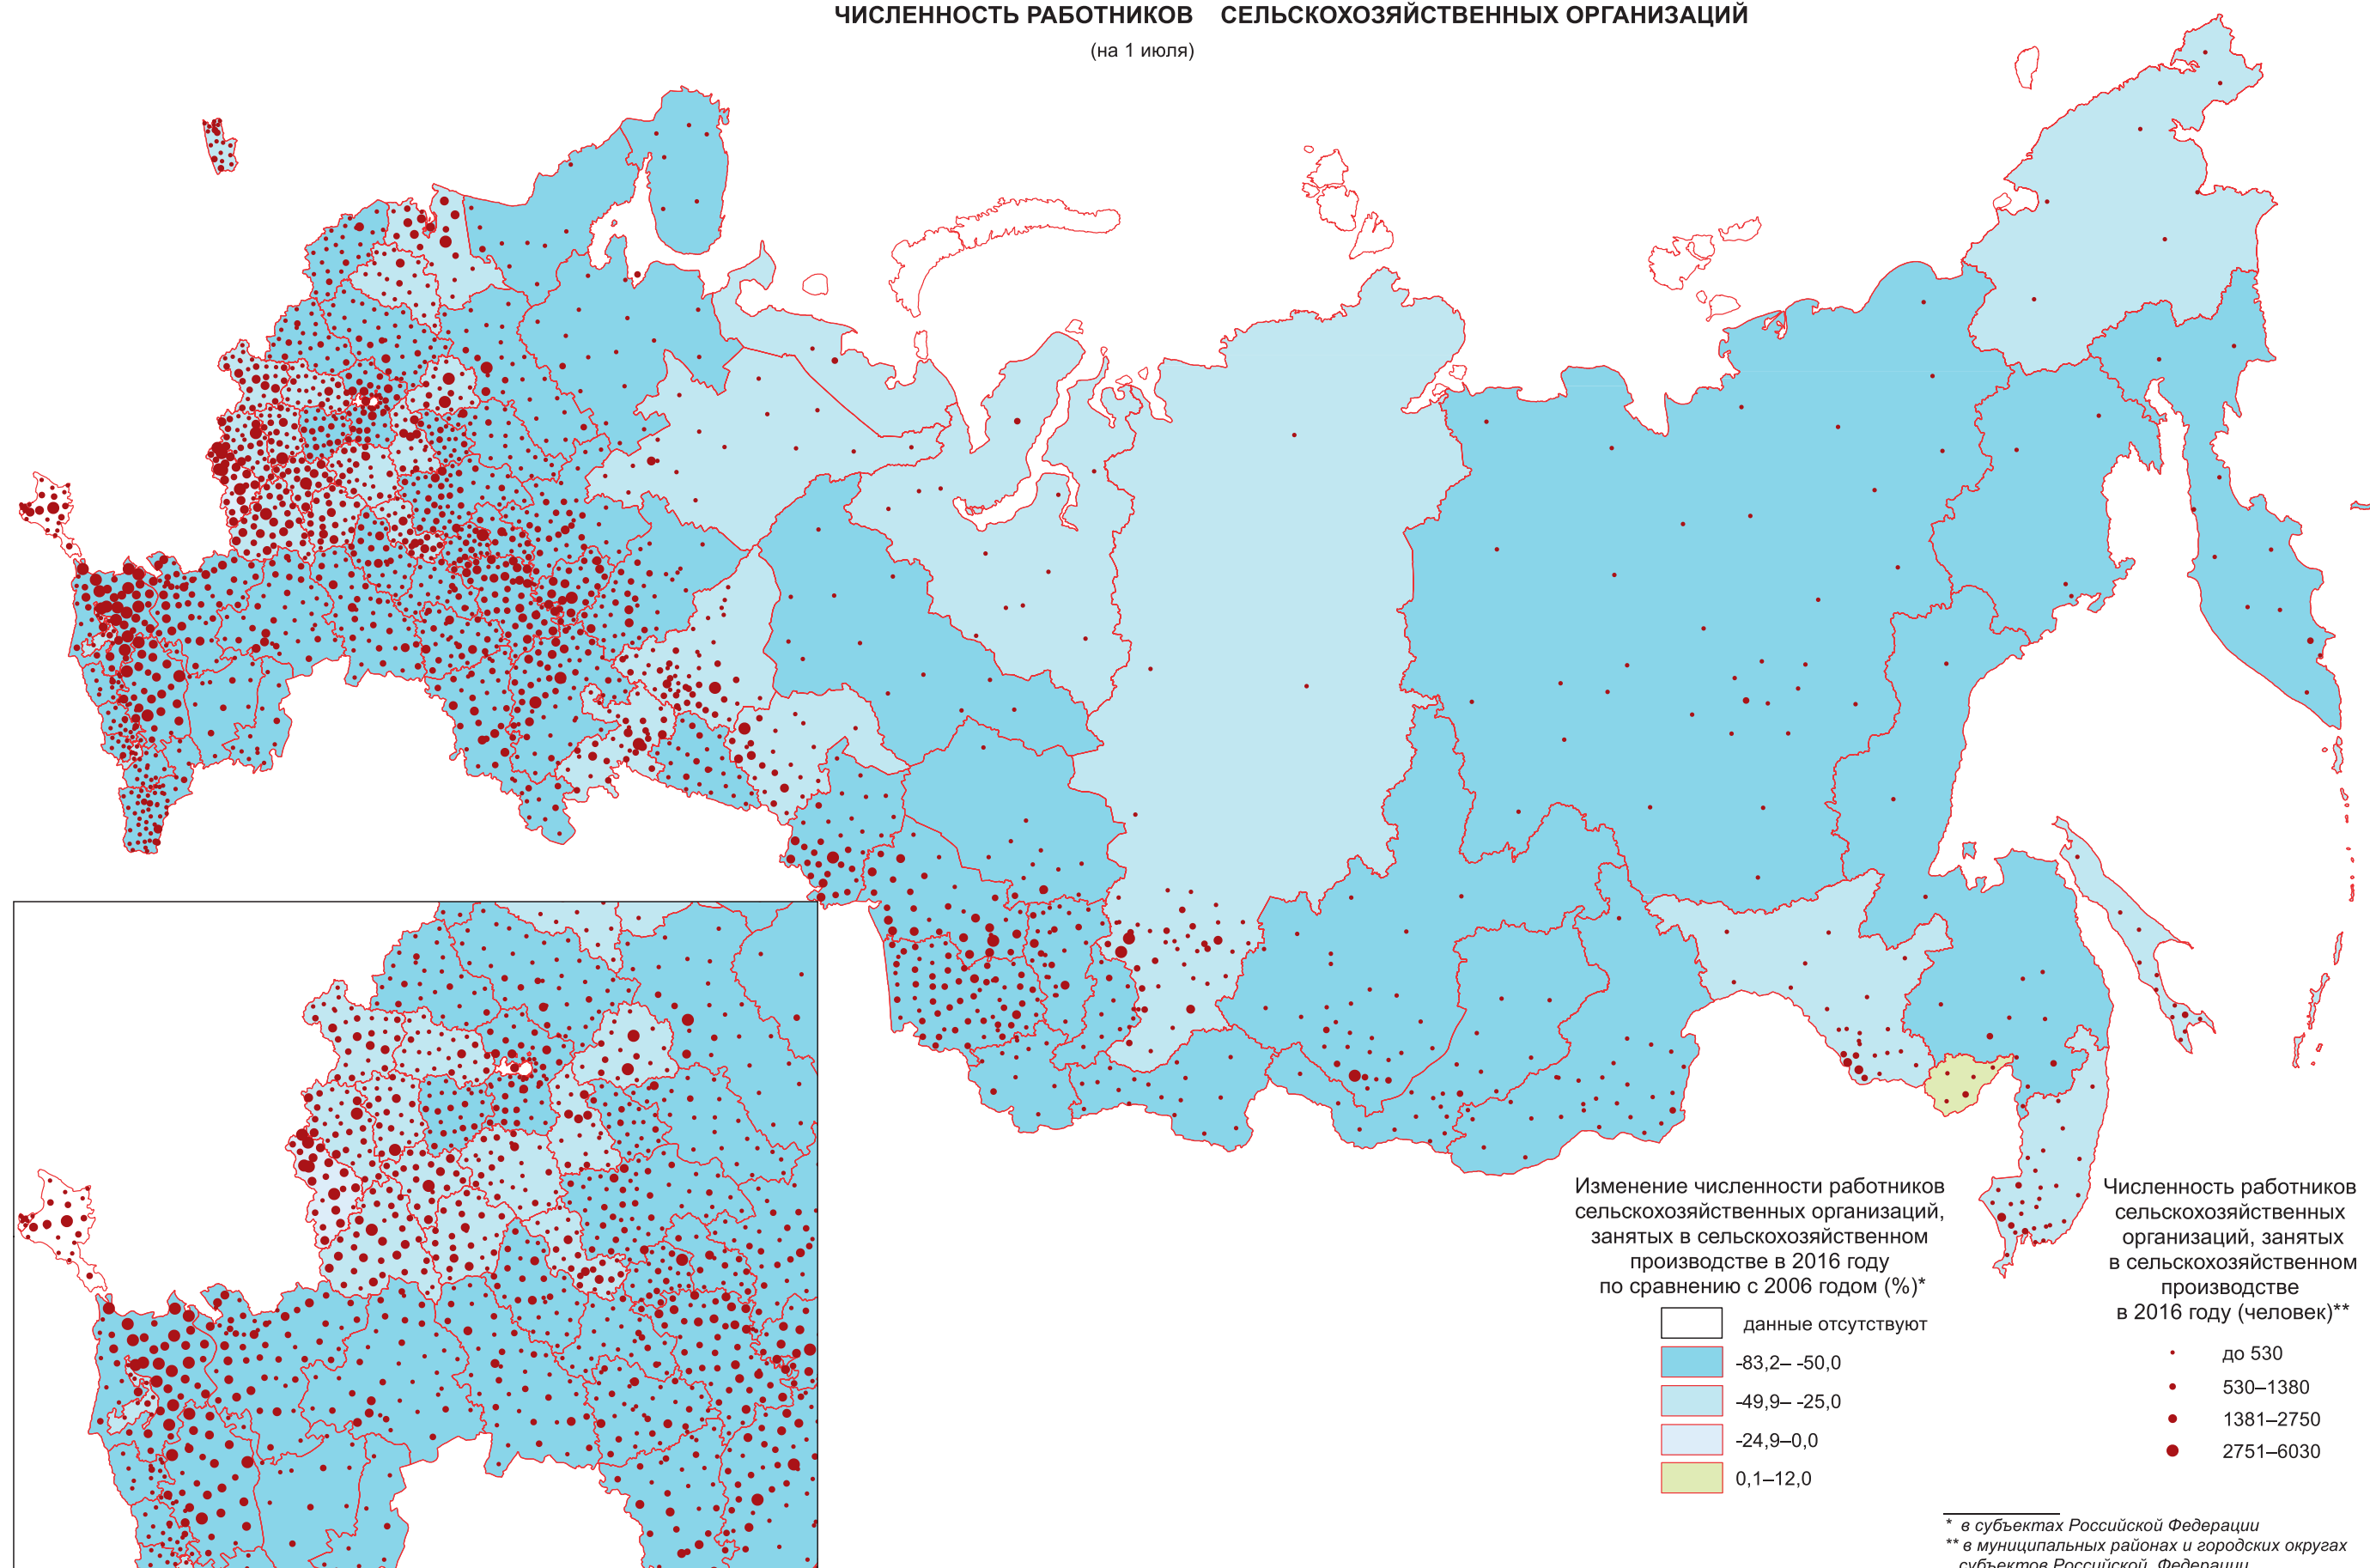 ЧИСЛЕННОСТЬ РАБОТНИКОВ СЕЛЬСКОХОЗЯЙСТВЕННЫХ ОРГАНИЗАЦИЙ
(на 1 июля)
Изменение численности работников
сельскохозяйственных организаций,
занятых в сельскохозяйственном
производстве в 2016 году
по сравнению с 2006 годом (%)*
данные отсутствуют
-83,2– -50,0
-49,9– -25,0
-24,9–0,0
0,1–12,0
Численность работников
сельскохозяйственных
организаций, занятых
в сельскохозяйственном
производстве
в 2016 году (человек)**
до 530
530–1380
1381–2750
2751–6030
* в субъектах Российской Федерации
** в муниципальных районах и городских округах
субъектов Российской Федерации